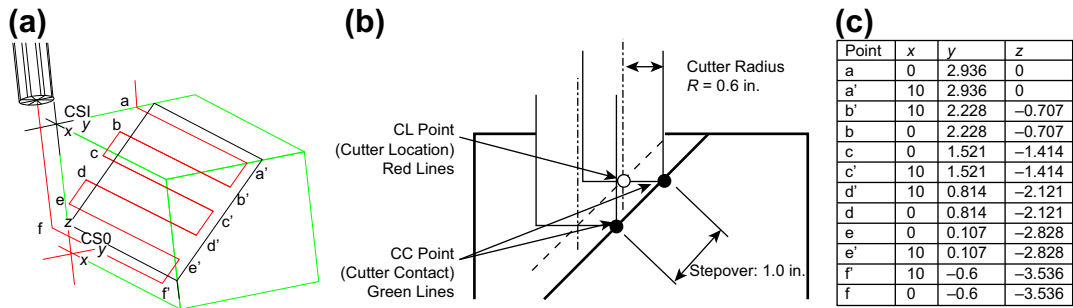 (a)
CSI
x y
a
b
c
d
e
f
z
CS0
x y
a'
b'
c'
d'
e'
f'
(b)
Cutter Radius
R = 0.6 in.
CL Point
(Cutter Location)
Red Lines
CC Point
(Cutter Contact)
Green Lines
Stepover: 1.0 in.
(c)
Point x y z
a 0 2.936 0
a' 10 2.936 0
b' 10 2.228 –0.707
b 0 2.228 –0.707
c 0 1.521 –1.414
c' 10 1.521 –1.414
d' 10 0.814 –2.121
d 0 0.814 –2.121
e 0 0.107 –2.828
e' 10 0.107 –2.828
f' 10 –0.6 –3.536
f 0 –0.6 –3.536